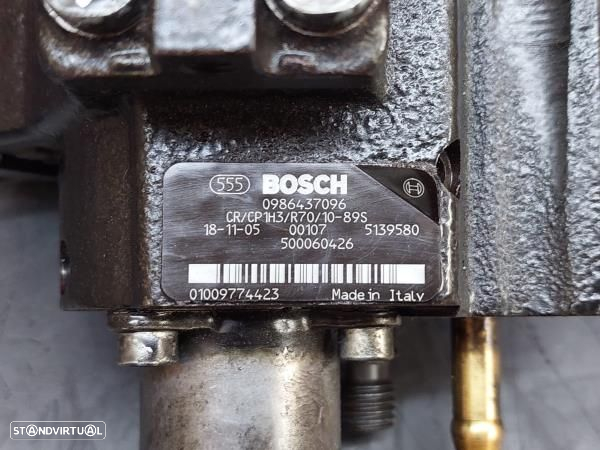 555 BOSCH
0986437096
CR/CP1H3/R70/10-89S
18-11-05 00107 5139580
500060426
01009774423 Made in Italy
STANDVIRTUAL